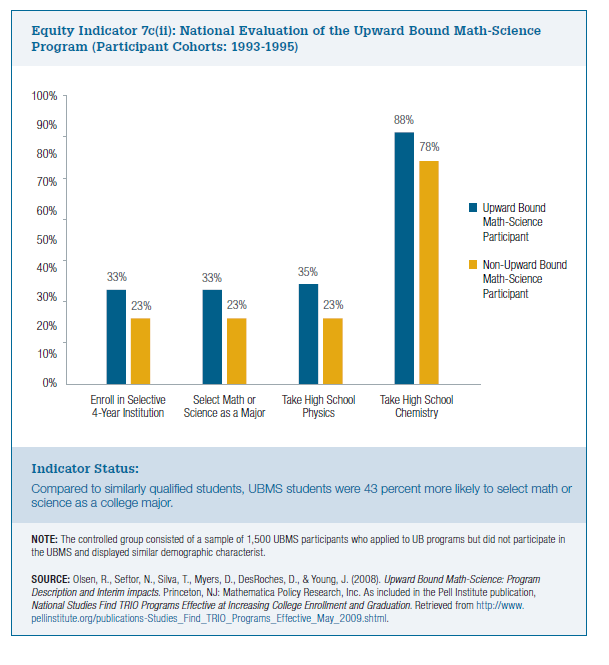 Equity Indicator 7c(ii): National Evaluation of the Upward Bound Math-Science
Program (Participant Cohorts: 1993-1995)
100%
90%
80%
70%
60%
50%
40%
30%
20%
10%
0%
33%
23%
33%
23%
35%
23%
88%
78%
Enroll in Selective
4-Year Institution
Select Math or
Science as a Major
Take High School
Physics
Take High School
Chemistry
Upward Bound
Math-Science
Participant
Non-Upward Bound
Math-Science
Participant
Indicator Status:
Compared to similarly qualified students, UBMS students were 43 percent more likely to select math or
science as a college major.
NOTE: The controlled group consisted of a sample of 1,500 UBMS participants who applied to UB programs but did not participate in
the UBMS and displayed similar demographic characterist.
SOURCE: Olsen, R., Seftor, N., Silva, T., Myers, D., DesRoches, D., & Young, J. (2008). Upward Bound Math-Science: Program
Description and Interim impacts. Princeton, NJ: Mathematica Policy Research, Inc. As included in the Pell Institute publication,
National Studies Find TRIO Programs Effective at Increasing College Enrollment and Graduation. Retrieved from http://www.
pellinstitute.org/publications-Studies_Find_TRIO_Programs_Effective_May_2009.shtml.